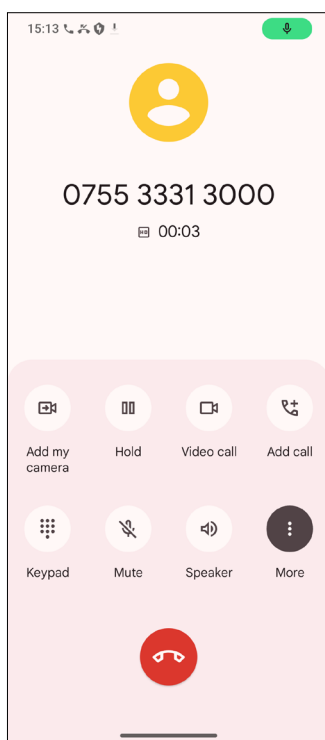 15:13
0755 3331 3000
HD 00:03
Add my
camera
Hold
Video call
Add call
Keypad
Mute
Speaker
More